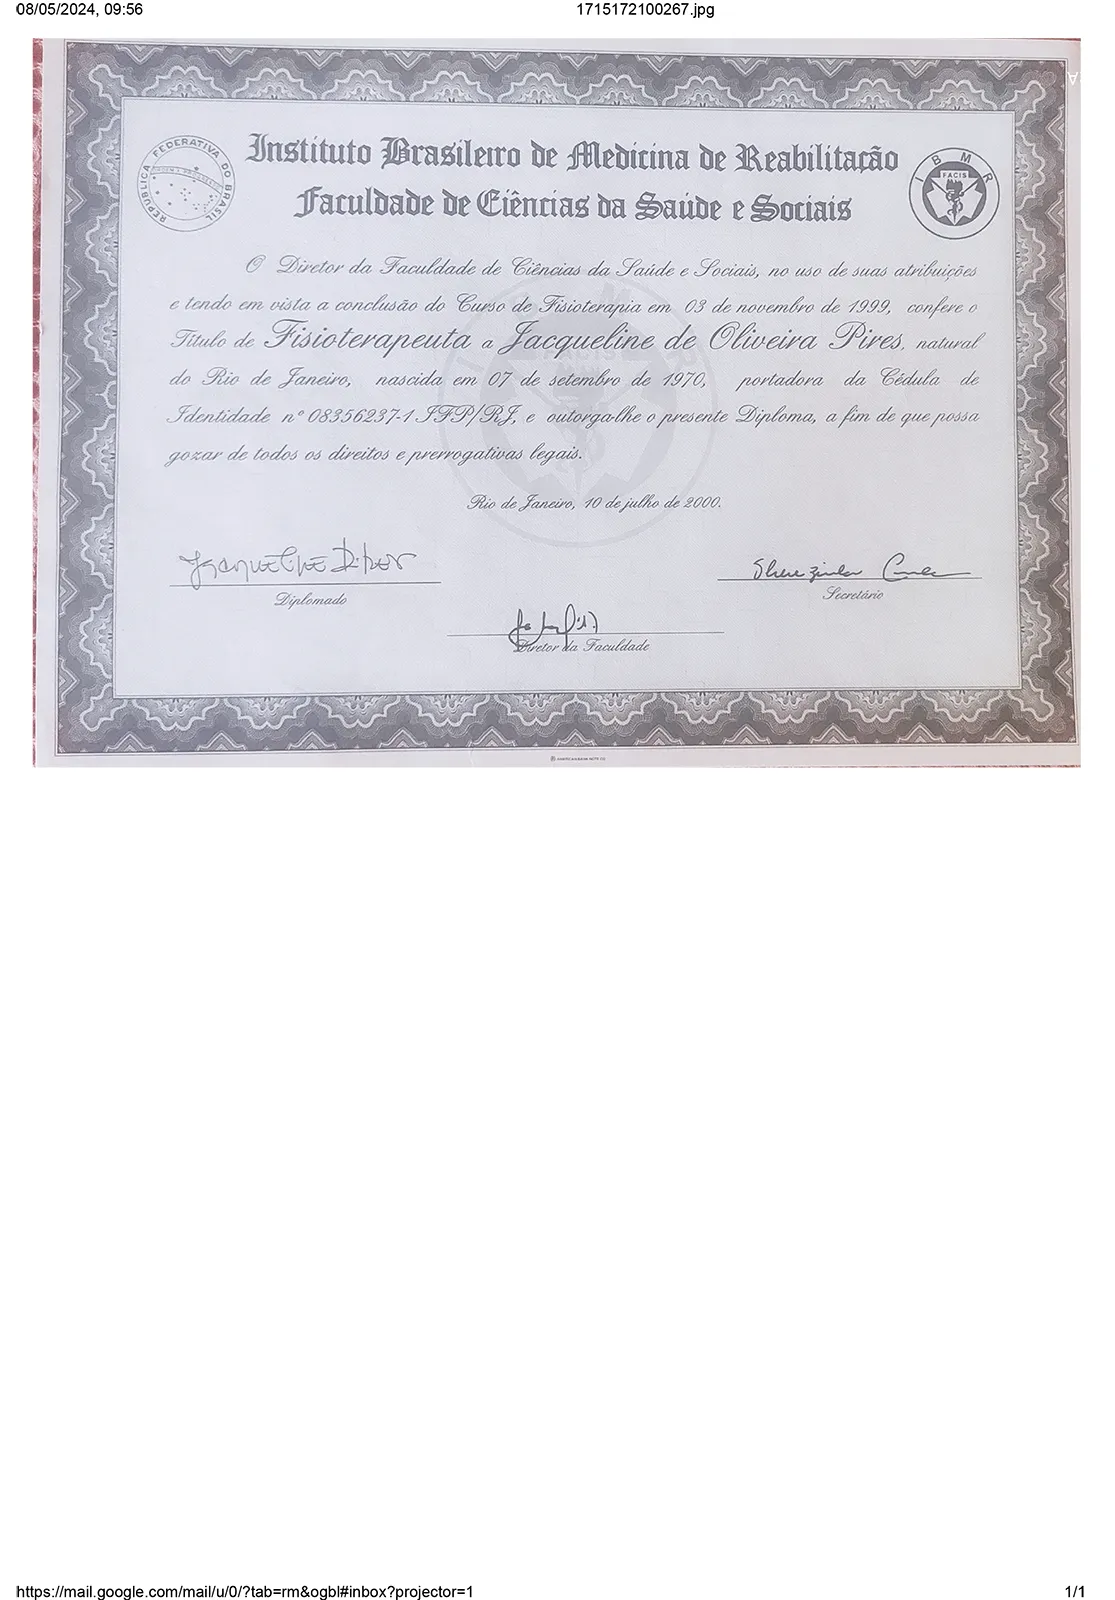 08/05/2024, 09:56
1715172100267.jpg
REPÚBLICA FEDERATIVA DO BRASIL
Instituto Brasileiro de Medicina de Reabilitação
Faculdade de Ciências da Saúde e Sociais
I B M R
FACIS
O Diretor da Faculdade de Ciências da Saúde e Sociais, no uso de suas atribuições
e tendo em vista a conclusão do Curso de Fisioterapia em 03 de novembro de 1999, confere o
Título de Fisioterapeuta a Jacqueline de Oliveira Pires, natural
do Rio de Janeiro, nascida em 07 de setembro de 1970, portadora da Cédula de
Identidade nº 08356237-1 IFP/RJ, e outorga-lhe o presente Diploma, a fim de que possa
gozar de todos os direitos e prerrogativas legais.
Rio de Janeiro, 10 de julho de 2000.
Diplomado
Secretário
Diretor da Faculdade
AMERICAN BANK NOTE CO
https://mail.google.com/mail/u/0/?tab=rm&ogbl#inbox?projector=1
1/1